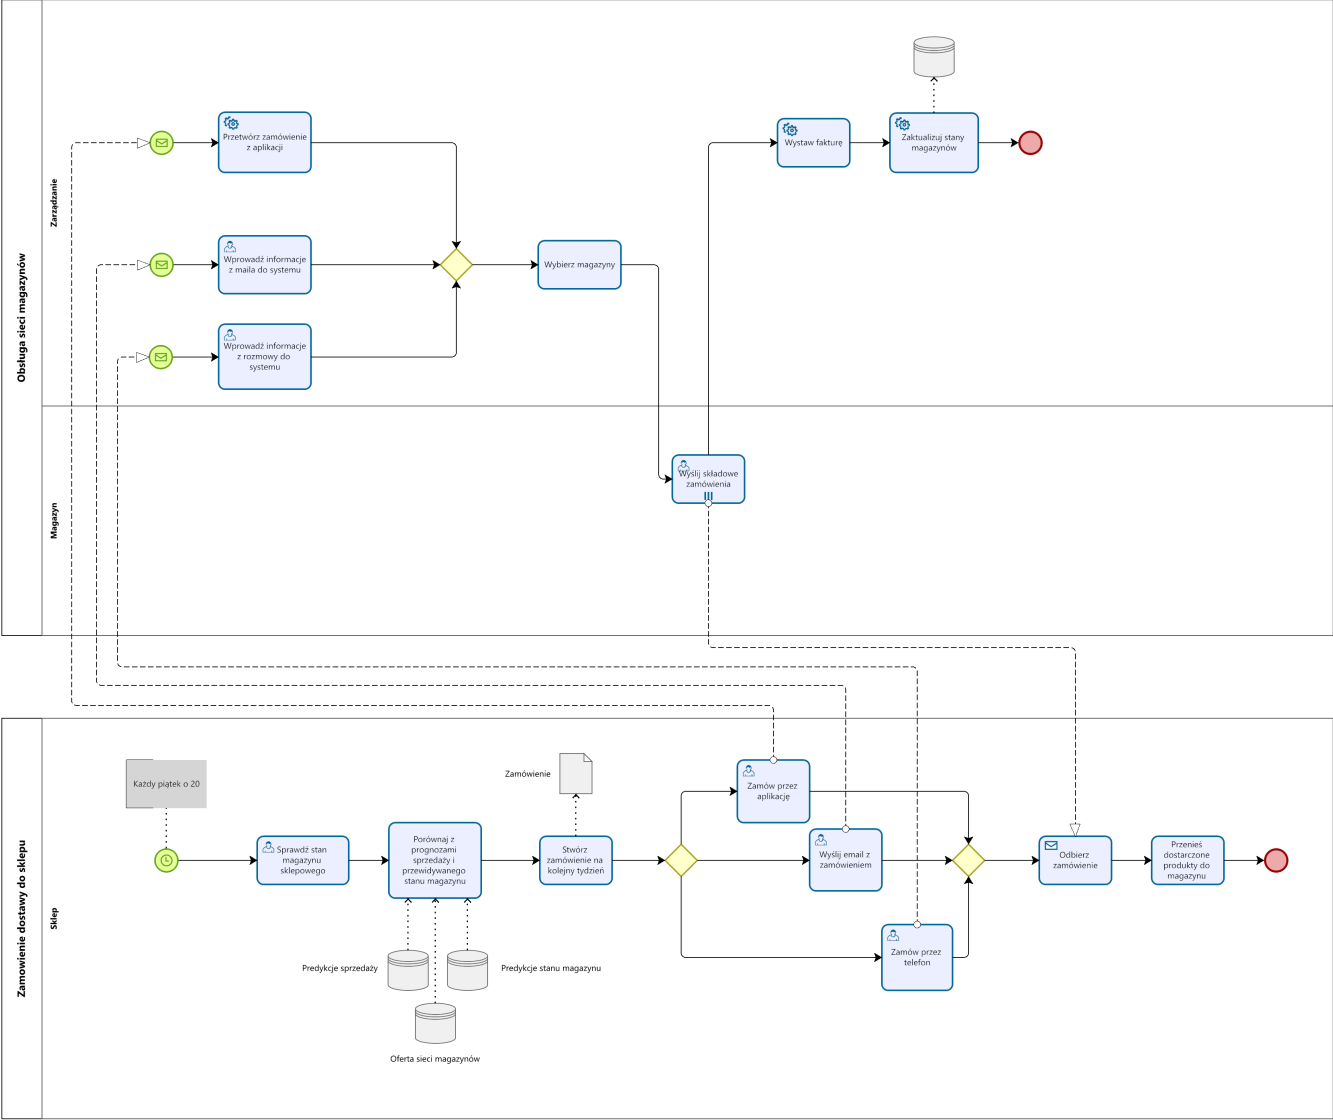 Obsługa sieci magazynów
Zarządzanie
Przetwórz zamówienie
z aplikacji
Wprowadź informacje
z maila do systemu
Wprowadź informacje
z rozmowy do
systemu
Wybierz magazyny
Wystaw fakturę
Zaktualizuj stany
magazynów
Magazyn
Wyślij składowe
zamówienia
Zamowienie dostawy do sklepu
Sklep
Każdy piątek o 20
Sprawdź stan
magazynu
sklepowego
Porównaj z
prognozami
sprzedaży i
przewidywanego
stanu magazynu
Predykcje sprzedaży
Predykcje stanu magazynu
Oferta sieci magazynów
Zamówienie
Stwórz
zamówienie na
kolejny tydzień
Zamów przez
aplikację
Wyślij email z
zamówieniem
Zamów przez
telefon
Odbierz
zamówienie
Przenieś
dostarczone
produkty do
magazynu